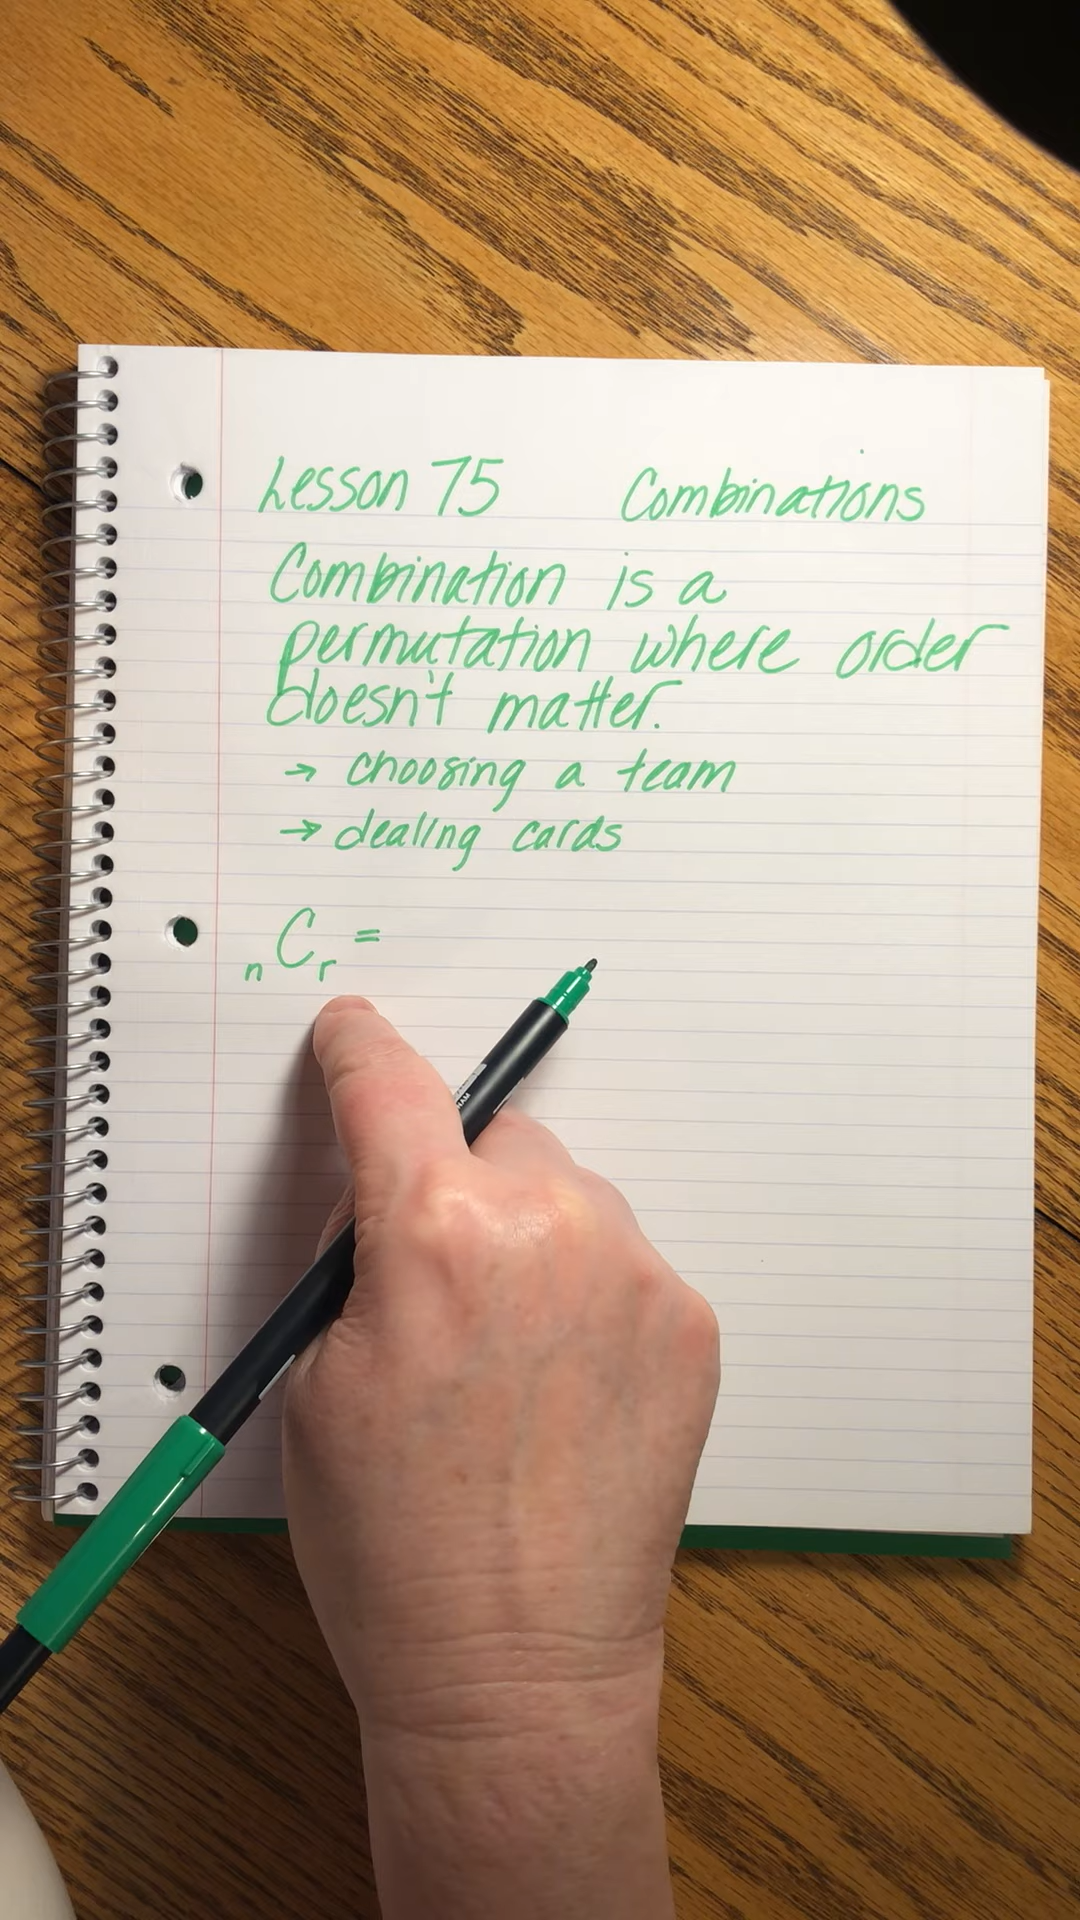 Lesson 75 Combinations
Combination is a
permutation where order
doesn't matter.
→ choosing a team
→ dealing cards
nCr =